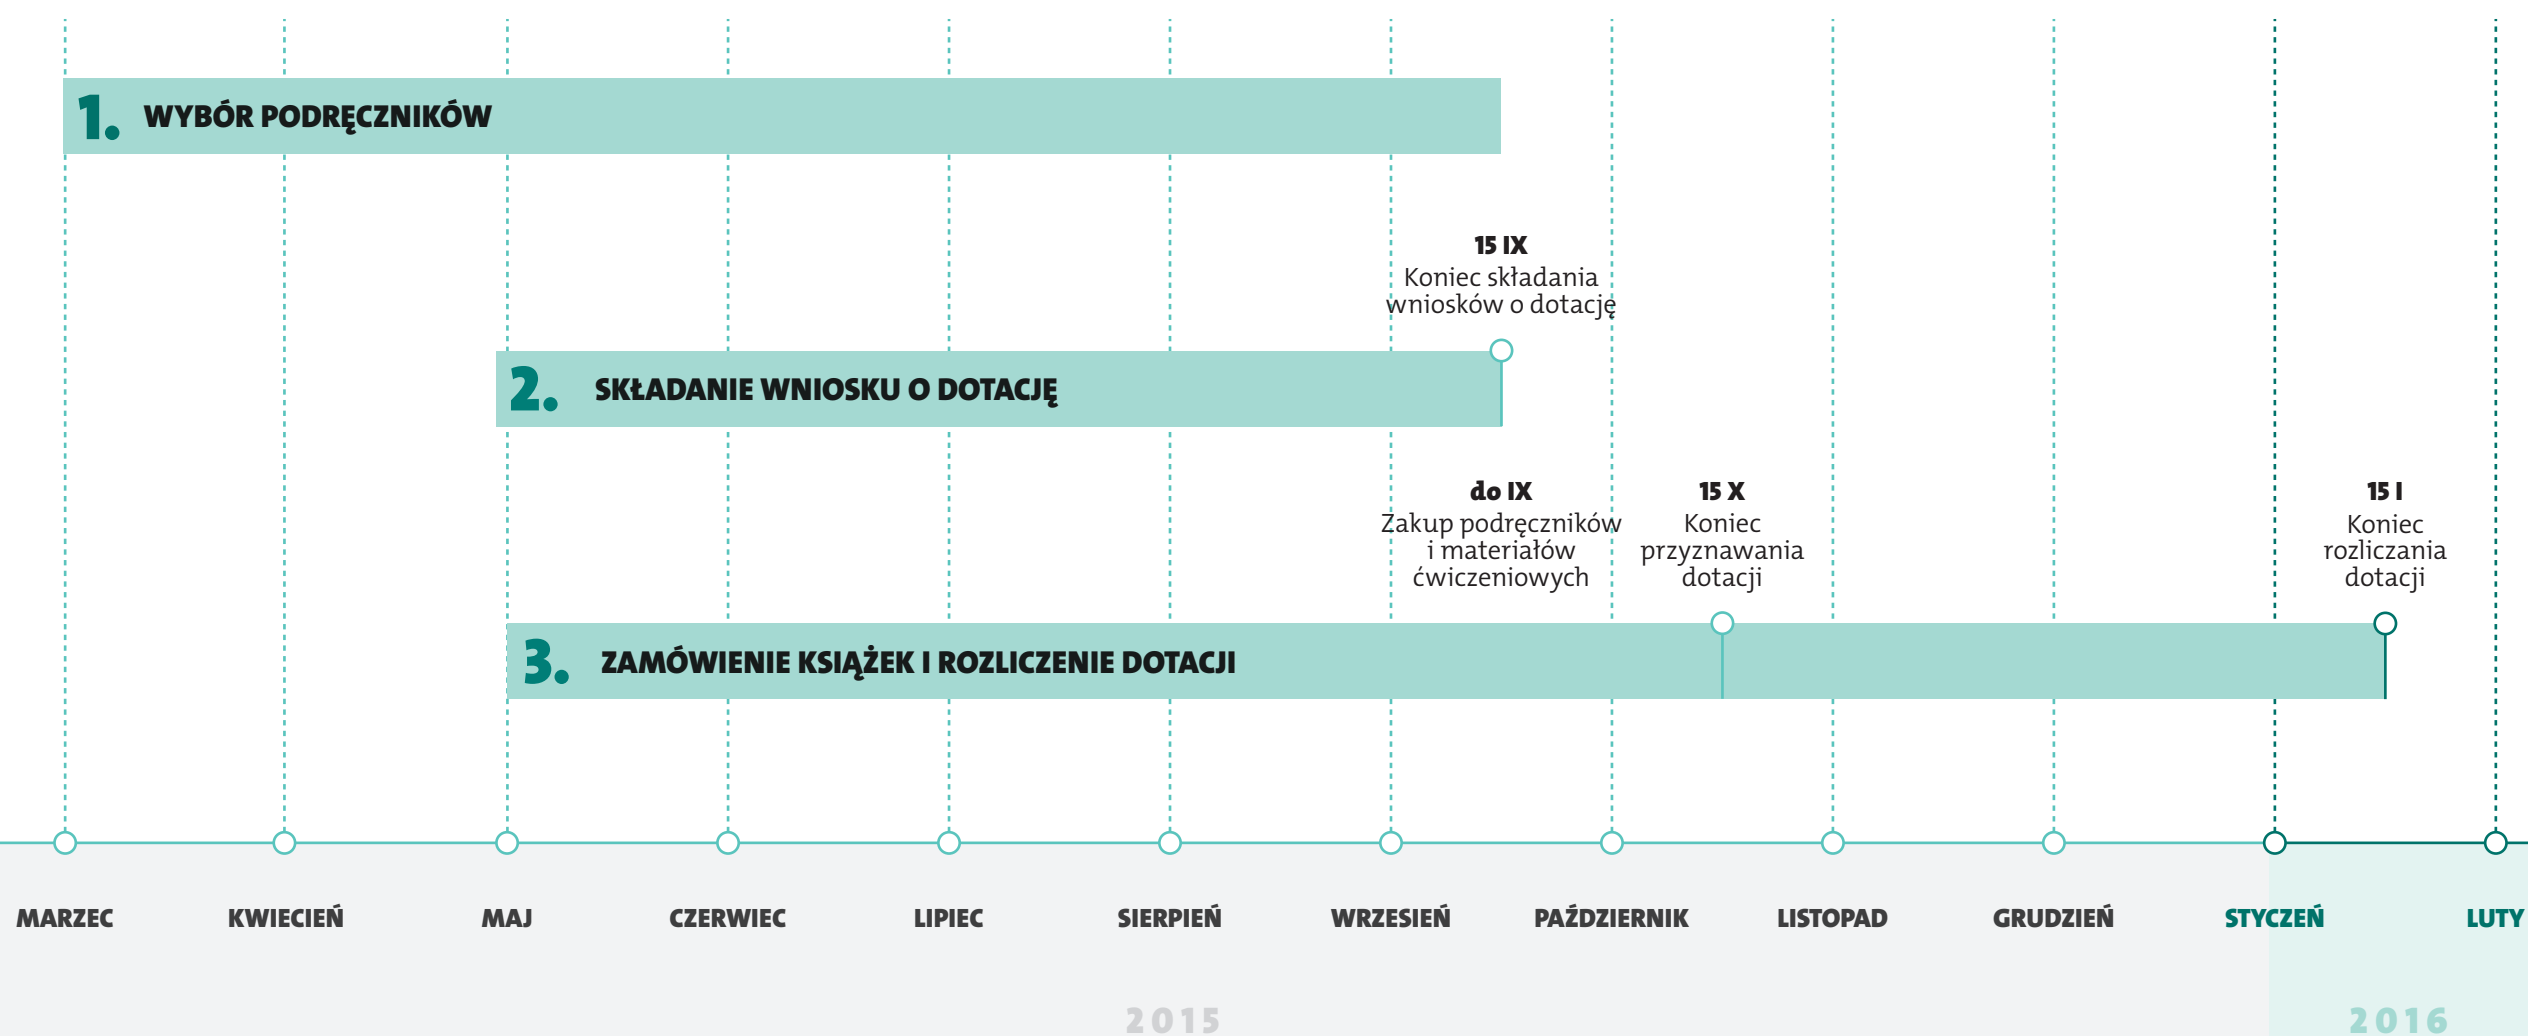 1. WYBÓR PODRĘCZNIKÓW
15 IX
Koniec składania
wniosków o dotację
2. SKŁADANIE WNIOSKU O DOTACJĘ
do IX
Zakup podręczników
i materiałów
ćwiczeniowych
15 X
Koniec
przyznawania
dotacji
15 I
Koniec
rozliczania
dotacji
3. ZAMÓWIENIE KSIĄŻEK I ROZLICZENIE DOTACJI
MARZEC KWIECIEŃ MAJ CZERWIEC LIPIEC SIERPIEŃ WRZESIEŃ PAŹDZIERNIK LISTOPAD GRUDZIEŃ STYCZEŃ LUTY
2015 2016